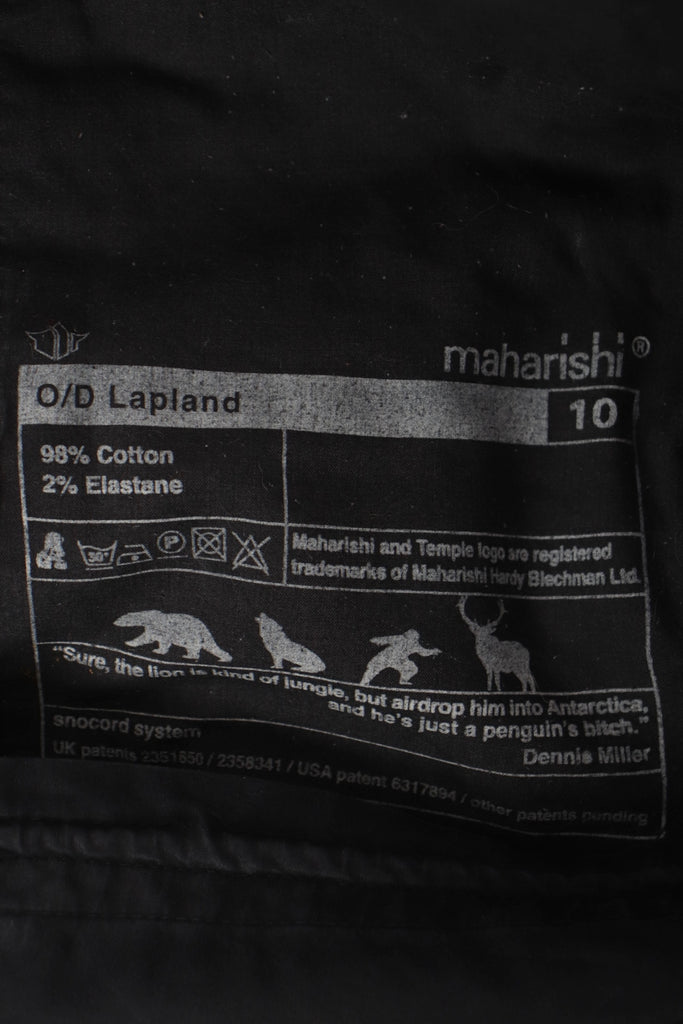 maharishi®
O/D Lapland
10
98% Cotton
2% Elastane
30°
P
Maharishi and Temple logo are registered
trademarks of Maharishi Hardy Blechman Ltd.
“Sure, the lion is kind of jungle, but airdrop him into Antarctica,
and he's just a penguin's bitch.”
Dennis Miller
snocord system
UK patents 2351650 / 2358341 / USA patent 6317894 / other patents punding